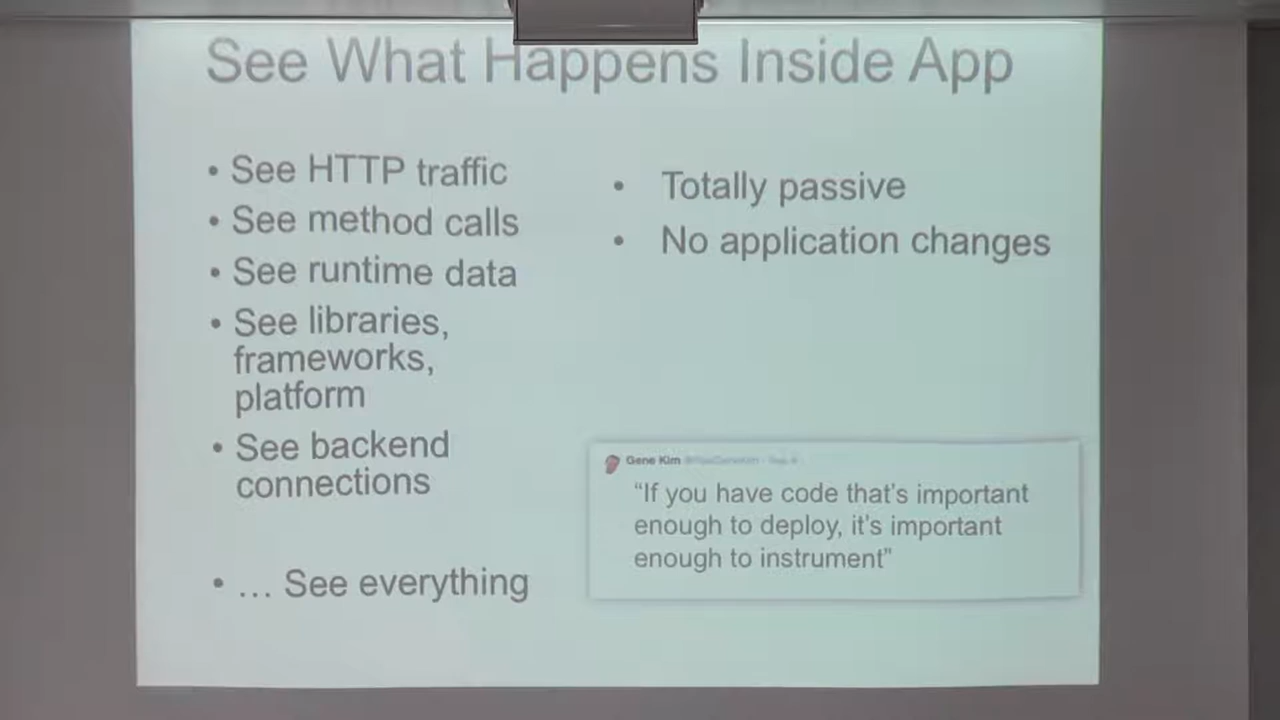 See What Happens Inside App
• See HTTP traffic
• See method calls
• See runtime data
• See libraries,
frameworks,
platform
• See backend
connections
• … See everything
• Totally passive
• No application changes
Gene Kim
“If you have code that’s important
enough to deploy, it’s important
enough to instrument”